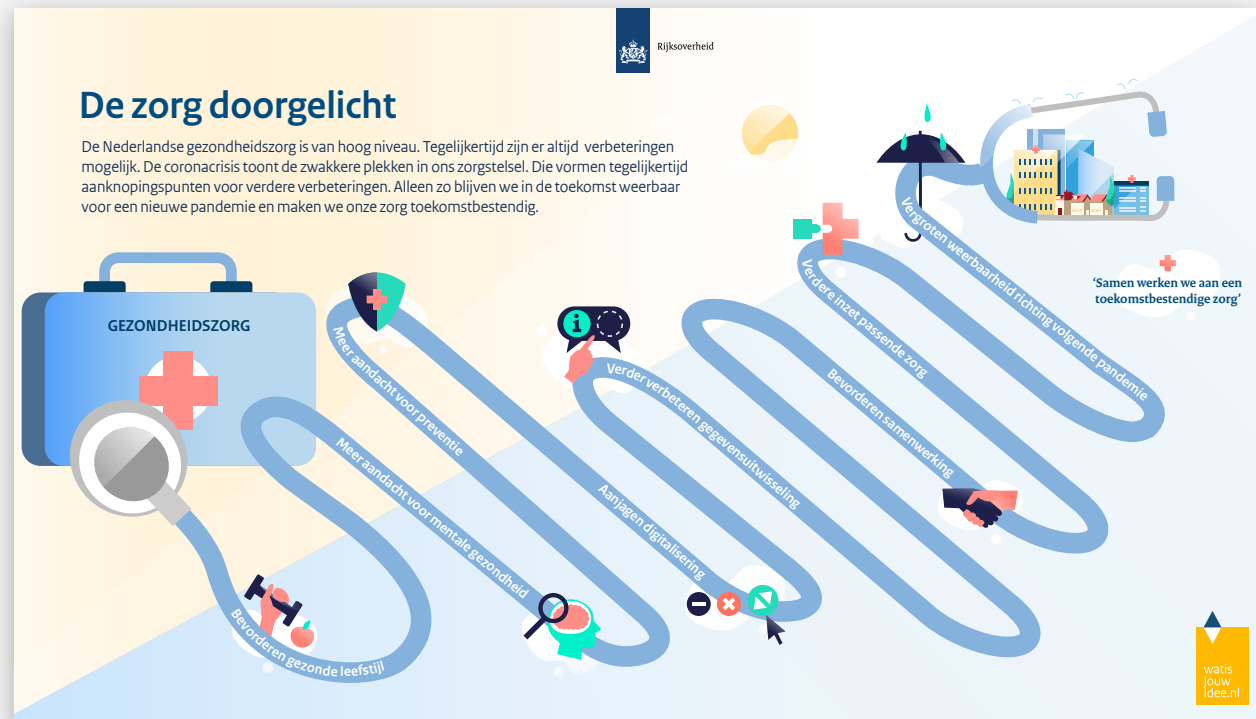 Rijksoverheid
De zorg doorgelicht
De Nederlandse gezondheidszorg is van hoog niveau. Tegelijkertijd zijn er altijd verbeteringen
mogelijk. De coronacrisis toont de zwakkere plekken in ons zorgstelsel. Die vormen tegelijkertijd
aanknopingspunten voor verdere verbeteringen. Alleen zo blijven we in de toekomst weerbaar
voor een nieuwe pandemie en maken we onze zorg toekomstbestendig.
GEZONDHEIDSZORG
Bevorderen gezonde leefstijl
Meer aandacht voor mentale gezondheid
Meer aandacht voor preventie
Aanjagen digitalisering
i
Verder verbeteren gegevensuitwisseling
Bevorderen samenwerking
Verdere inzet passende zorg
Vergroten weerbaarheid richting volgende pandemie
‘Samen werken we aan een
toekomstbestendige zorg’
watis
jouw
idee.nl